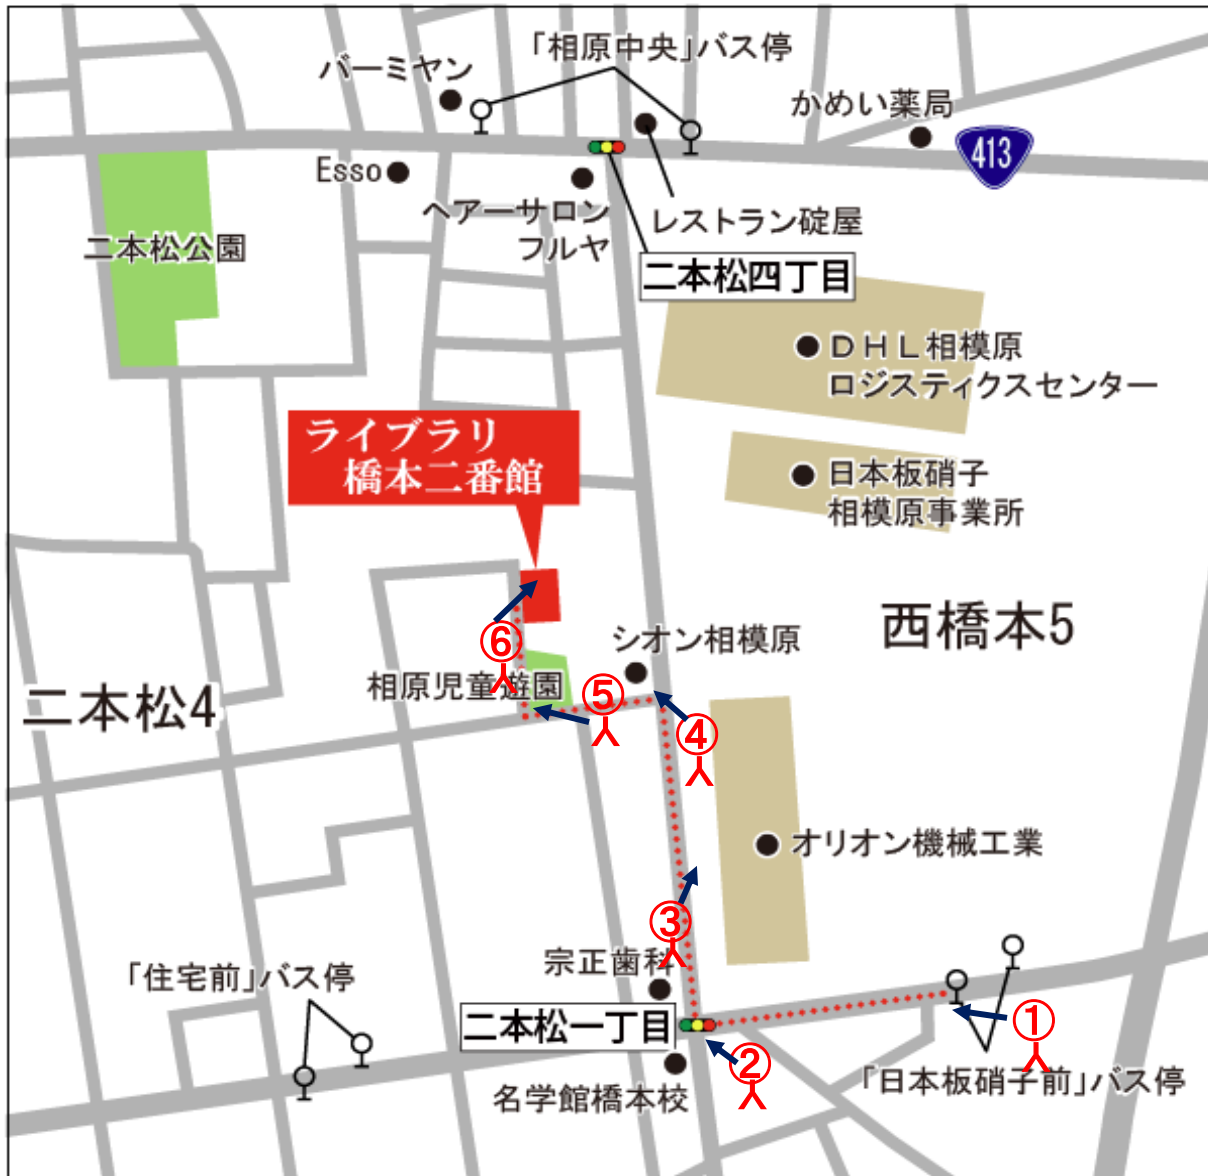 「相原中央」バス停
バーミヤン
かめい薬局
413
Esso
ヘアーサロン
フルヤ
レストラン碇屋
二本松公園
二本松四丁目
DHL相模原
ロジスティクスセンター
ライブラリ
橋本二番館
日本板硝子
相模原事業所
西橋本5
シオン相模原
⑥
相原児童遊園
⑤
二本松4
④
オリオン機械工業
③
宗正歯科
「住宅前」バス停
二本松一丁目
①
②
「日本板硝子前」バス停
名学館橋本校